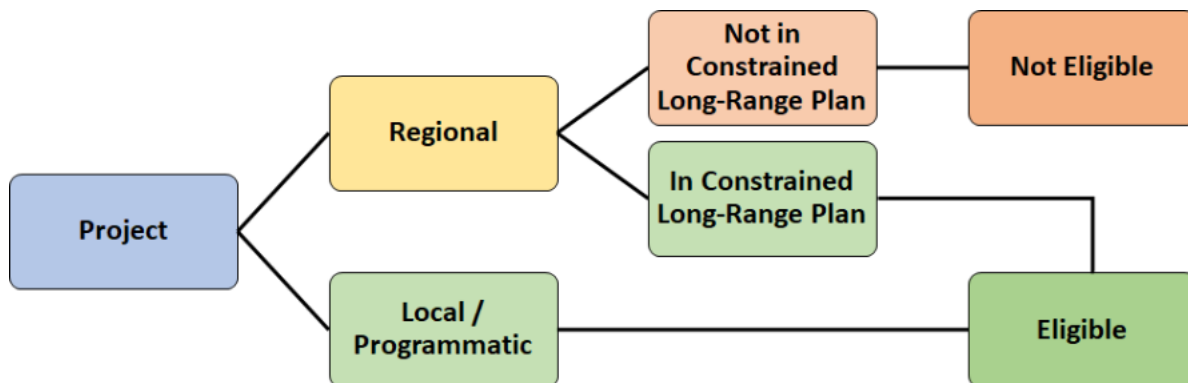 Project
Regional
Local /
Programmatic
Not in
Constrained
Long-Range Plan
In Constrained
Long-Range Plan
Not Eligible
Eligible